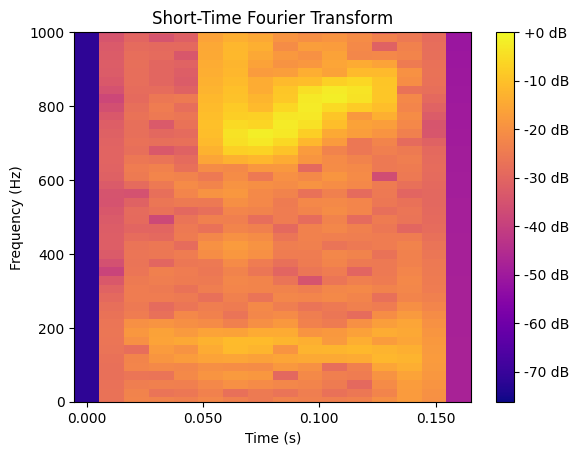 Short-Time Fourier Transform
1000
800
600
400
200
0
Frequency (Hz)
0.000
0.050
0.100
0.150
Time (s)
+0 dB
-10 dB
-20 dB
-30 dB
-40 dB
-50 dB
-60 dB
-70 dB